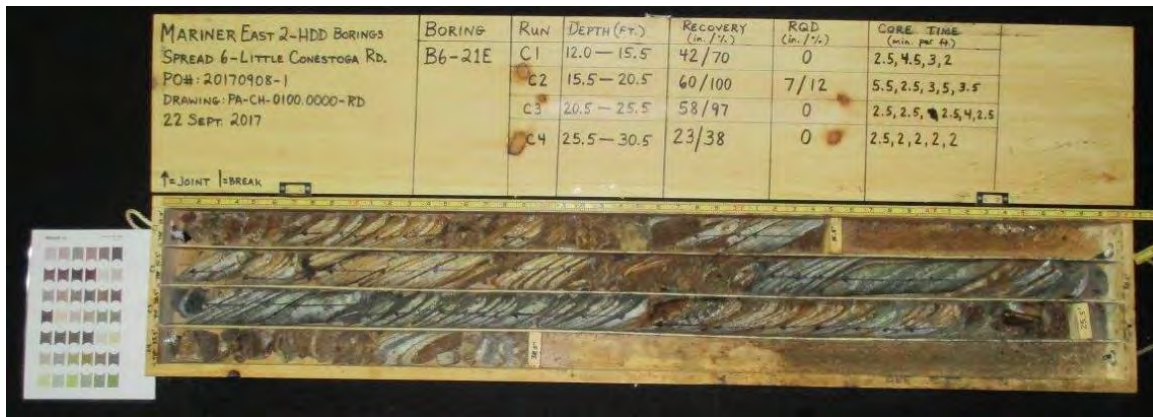 MARINER EAST 2-HDD BORINGS
SPREAD 6-LITTLE CONESTOGA RD.
PO#: 20170908-1
DRAWING: PA-CH-0100.0000-RD
22 SEPT. 2017
↑=JOINT |=BREAK
BORING
B6-21E
RUN DEPTH (FT.) RECOVERY (in./%) RQD (in./%) CORE TIME (min. per ft)
C1 12.0 — 15.5 42/70 0 2.5, 4.5, 3, 2
C2 15.5 — 20.5 60/100 7/12 5.5, 2.5, 3, 5, 3.5
C3 20.5 — 25.5 58/97 0 2.5, 2.5, 2.5, 4, 2.5
C4 25.5 — 30.5 23/38 0 2.5, 2, 2, 2, 2
25.5'